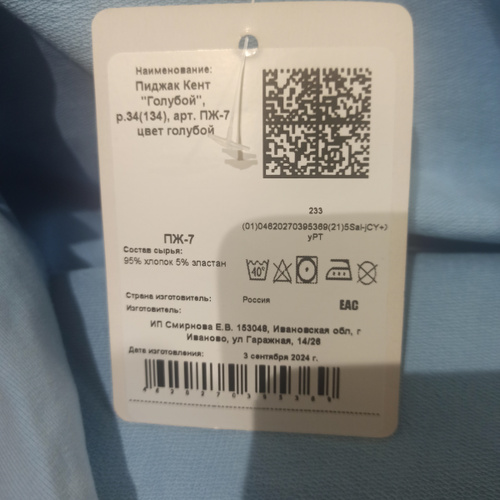 Наименование:
Пиджак Кент
"Голубой",
р.34(134), арт. ПЖ-7
цвет голубой
233
(01)04620270395369(21)5Sal-jCY+
yPT
ПЖ-7
Состав сырья:
95% хлопок 5% эластан
40°
Страна изготовитель: Россия
Изготовитель:
EAC
ИП Смирнова Е.В. 153048, Ивановская обл, г
Иваново, ул Гаражная, 14/26
Дата изготовления: 3 сентября 2024 г.
4620270395369